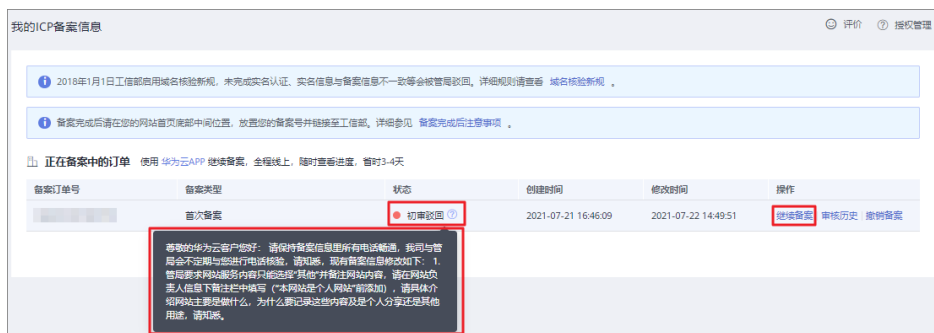 我的ICP备案信息
评价
授权管理
2018年1月1日工信部启用域名核验新规，未完成实名认证、实名信息与备案信息不一致等会被管局驳回。详细规则请查看 域名核验新规 。
备案完成后请在您的网站首页底部中间位置，放置您的备案号并链接至工信部。详细参见 备案完成后注意事项 。
正在备案中的订单 使用 华为云APP 继续备案，全程线上，随时查看进度，省时3-4天
备案订单号 备案类型 状态 创建时间 修改时间 操作
首次备案 初审驳回 2021-07-21 16:46:09 2021-07-22 14:49:51 继续备案 审核历史 撤销备案
尊敬的华为云客户您好： 请保持备案信息里所有电话畅通，我司与管
局会不定期与您进行电话核验，请知悉，现有备案信息修改如下： 1.
管局要求网站服务内容只能选择"其他"并备注网站内容，请在网站负
责人信息下备注栏中填写（"本网站是个人网站"前添加），请具体介
绍网站主要是做什么，为什么要记录这些内容及是个人分享还是其他
用途，请知悉。